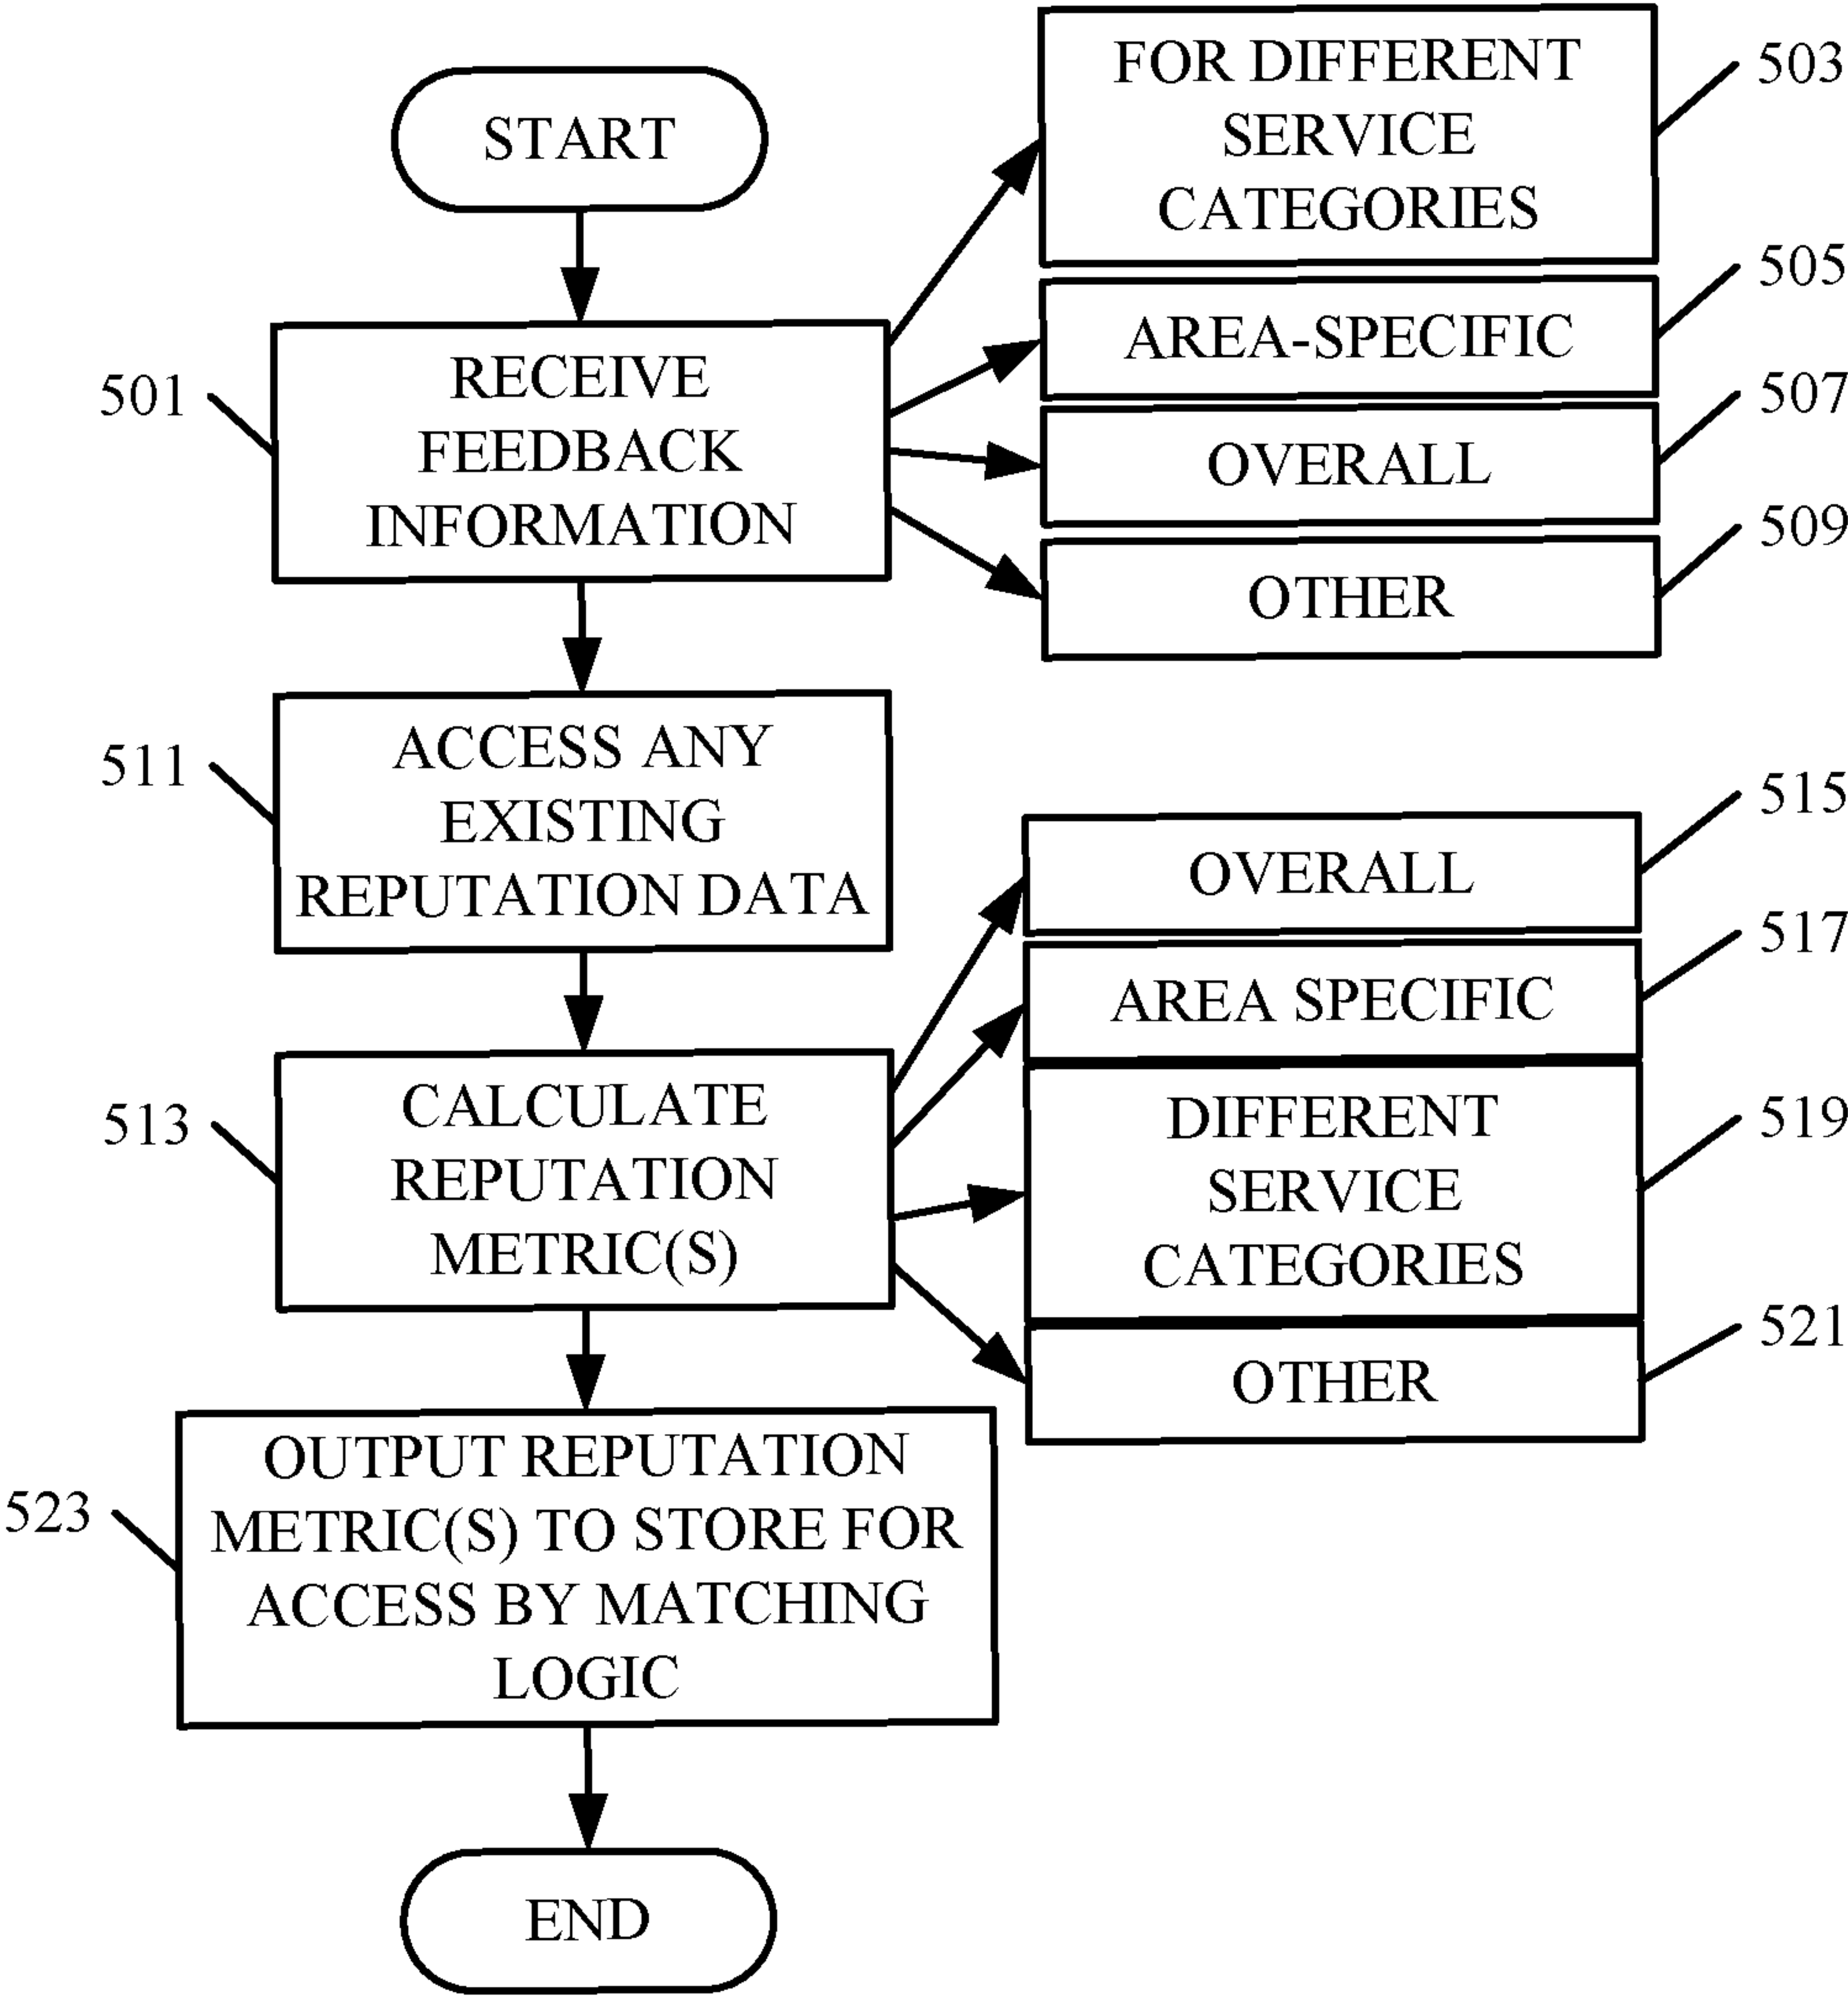 START
501
RECEIVE
FEEDBACK
INFORMATION
FOR DIFFERENT
SERVICE
CATEGORIES
503
AREA-SPECIFIC
505
OVERALL
507
OTHER
509
511
ACCESS ANY
EXISTING
REPUTATION DATA
513
CALCULATE
REPUTATION
METRIC(S)
OVERALL
515
AREA SPECIFIC
517
DIFFERENT
SERVICE
CATEGORIES
519
OTHER
521
523
OUTPUT REPUTATION
METRIC(S) TO STORE FOR
ACCESS BY MATCHING
LOGIC
END